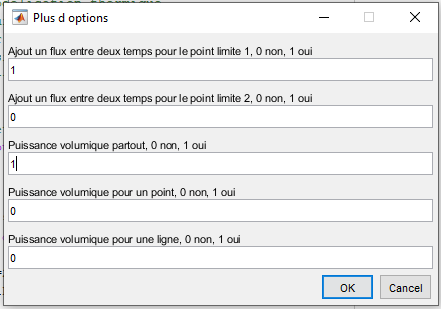 Plus d options
Ajout un flux entre deux temps pour le point limite 1, 0 non, 1 oui
1
Ajout un flux entre deux temps pour le point limite 2, 0 non, 1 oui
0
Puissance volumique partout, 0 non, 1 oui
1
Puissance volumique pour un point, 0 non, 1 oui
0
Puissance volumique pour une ligne, 0 non, 1 oui
0
OK Cancel